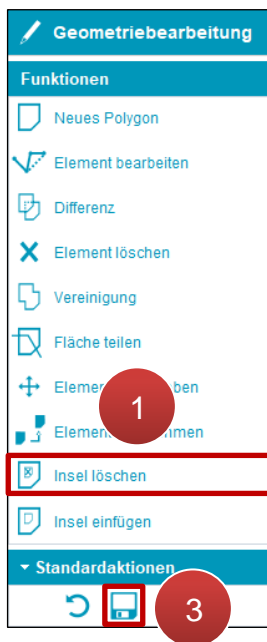 Geometriebearbeitung
Funktionen
Neues Polygon
Element bearbeiten
Differenz
Element löschen
Vereinigung
Fläche teilen
1
Insel löschen
Insel einfügen
Standardaktionen
3